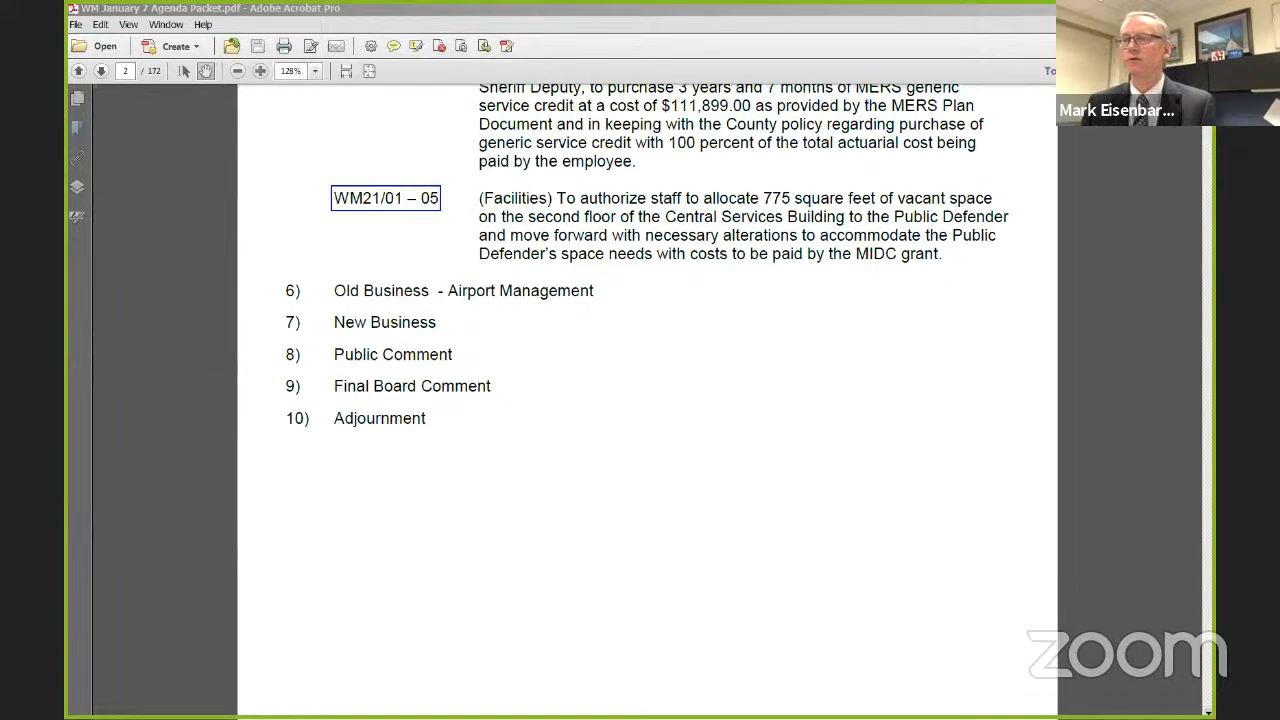 WM January 7 Agenda Packet.pdf - Adobe Acrobat Pro
File Edit View Window Help
Open Create
2 / 172 128% To
Sheriff Deputy, to purchase 3 years and 7 months of MERS generic
service credit at a cost of $111,899.00 as provided by the MERS Plan
Document and in keeping with the County policy regarding purchase of
generic service credit with 100 percent of the total actuarial cost being
paid by the employee.
WM21/01 – 05 (Facilities) To authorize staff to allocate 775 square feet of vacant space
on the second floor of the Central Services Building to the Public Defender
and move forward with necessary alterations to accommodate the Public
Defender's space needs with costs to be paid by the MIDC grant.
6) Old Business - Airport Management
7) New Business
8) Public Comment
9) Final Board Comment
10) Adjournment
Mark Eisenbar...
zoom